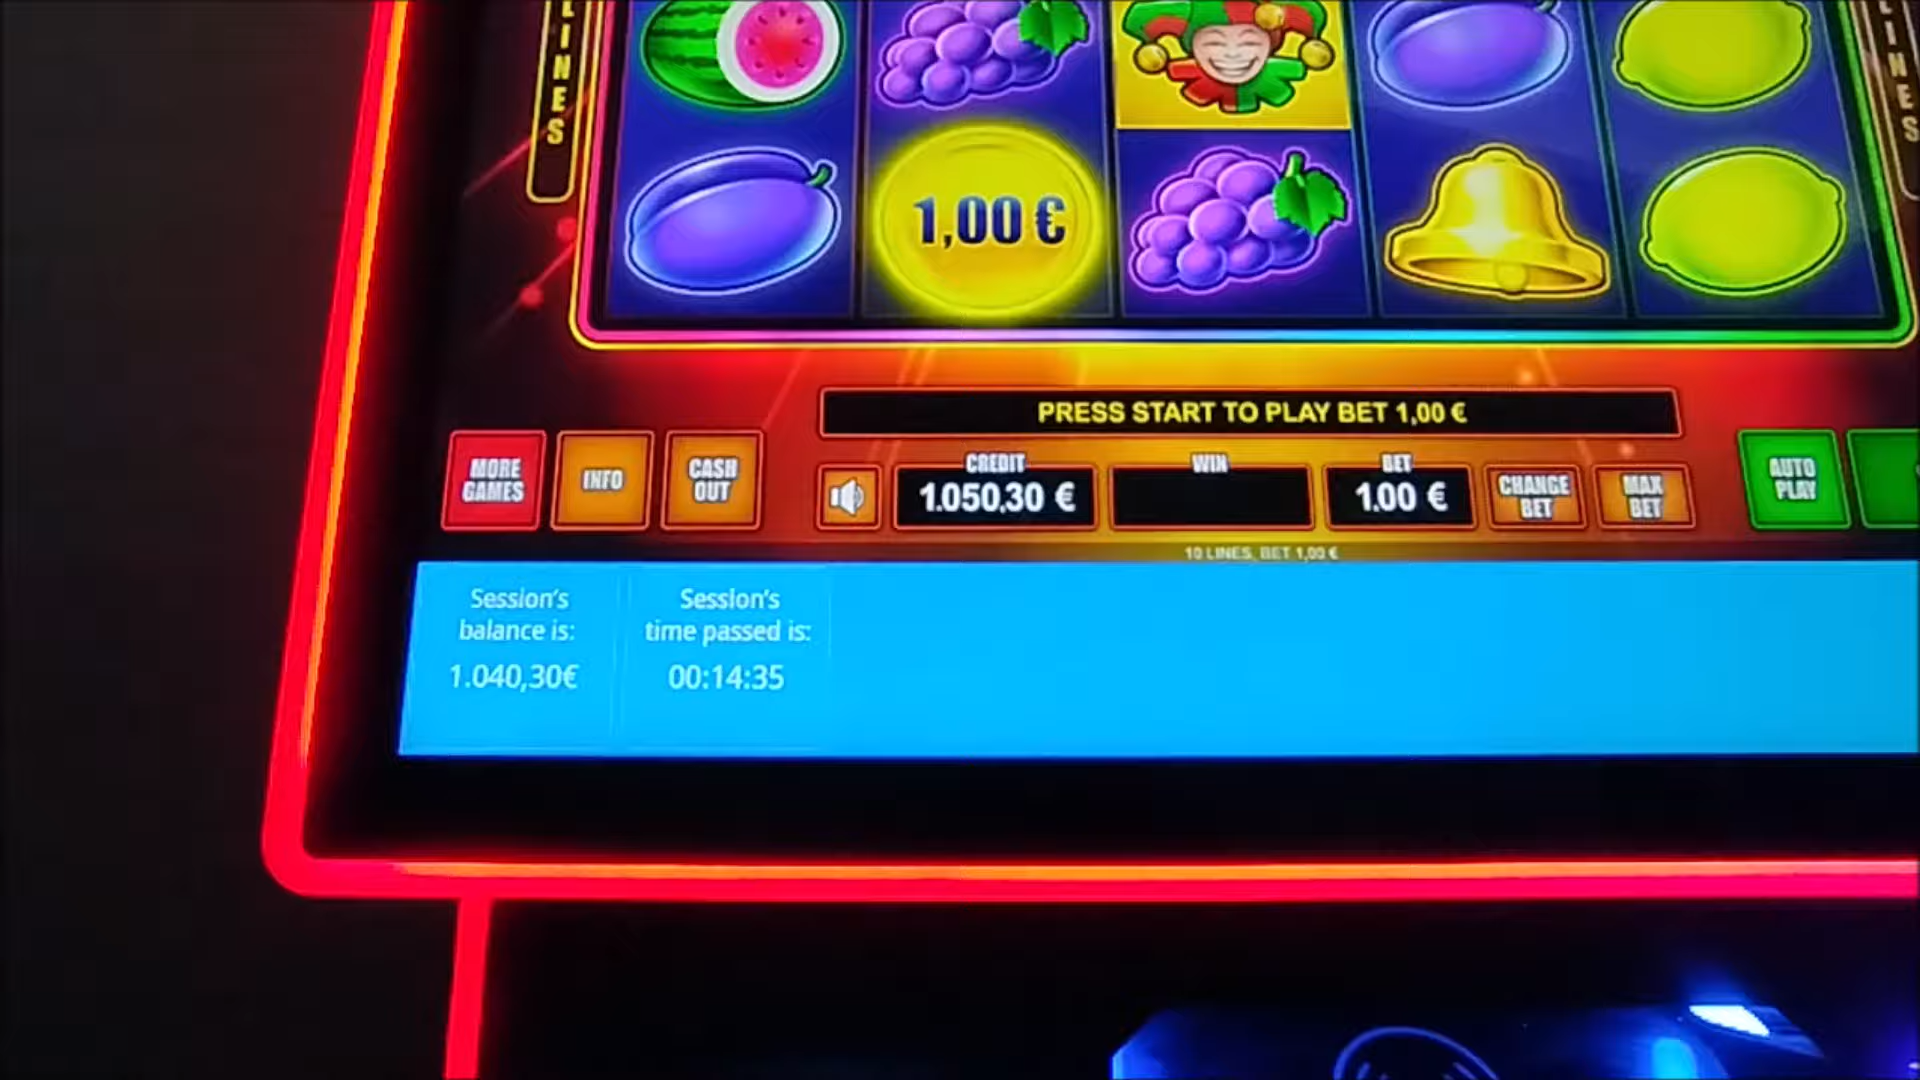 LINES
LINES
1,00 €
PRESS START TO PLAY BET 1,00 €
MORE
GAMES
INFO
CASH
OUT
CREDIT
1.050,30 €
WIN
BET
1.00 €
CHANGE
BET
MAX
BET
AUTO
PLAY
10 LINES, BET 1,00 €
Session's
balance is:
1.040,30€
Session's
time passed is:
00:14:35